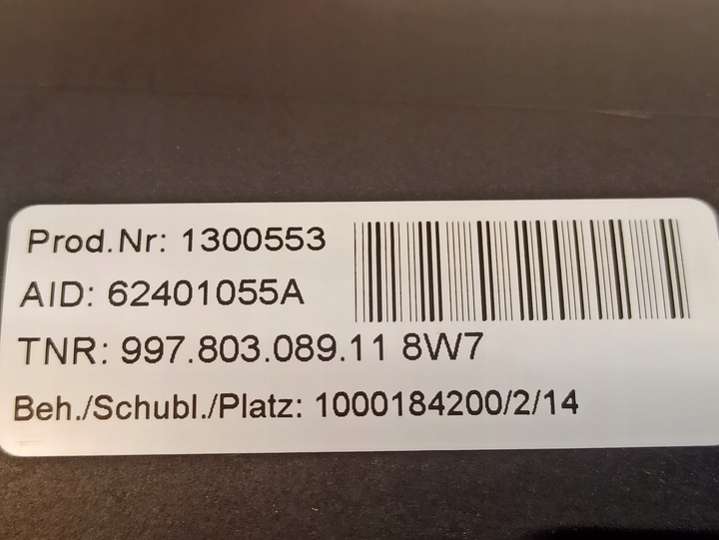 Prod.Nr: 1300553
AID: 62401055A
TNR: 997.803.089.11 8W7
Beh./Schubl./Platz: 1000184200/2/14